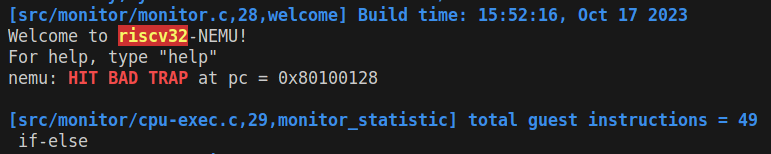 [src/monitor/monitor.c,28,welcome] Build time: 15:52:16, Oct 17 2023
Welcome to riscv32-NEMU!
For help, type "help"
nemu: HIT BAD TRAP at pc = 0x80100128
[src/monitor/cpu-exec.c,29,monitor_statistic] total guest instructions = 49
if-else